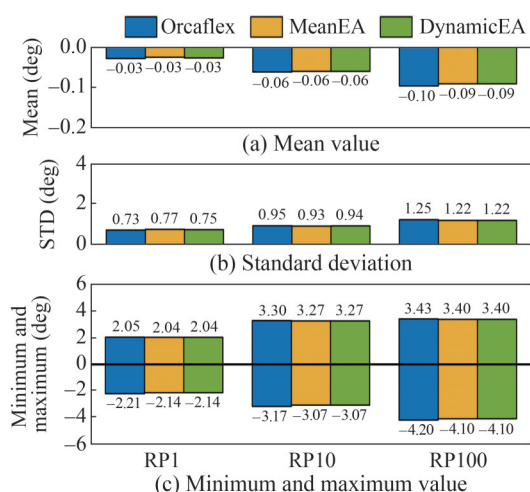 Orcaflex MeanEA DynamicEA
Mean (deg)
0.0
−0.1
−0.2
−0.03 −0.03 −0.03
−0.06 −0.06 −0.06
−0.10 −0.09 −0.09
(a) Mean value
STD (deg)
4
2
0
0.73 0.77 0.75
0.95 0.93 0.94
1.25 1.22 1.22
(b) Standard deviation
Minimum and
maximum (deg)
6
4
2
0
−2
−4
−6
2.05 2.04 2.04
3.30 3.27 3.27
3.43 3.40 3.40
−2.21 −2.14 −2.14
−3.17 −3.07 −3.07
−4.20 −4.10 −4.10
RP1 RP10 RP100
(c) Minimum and maximum value